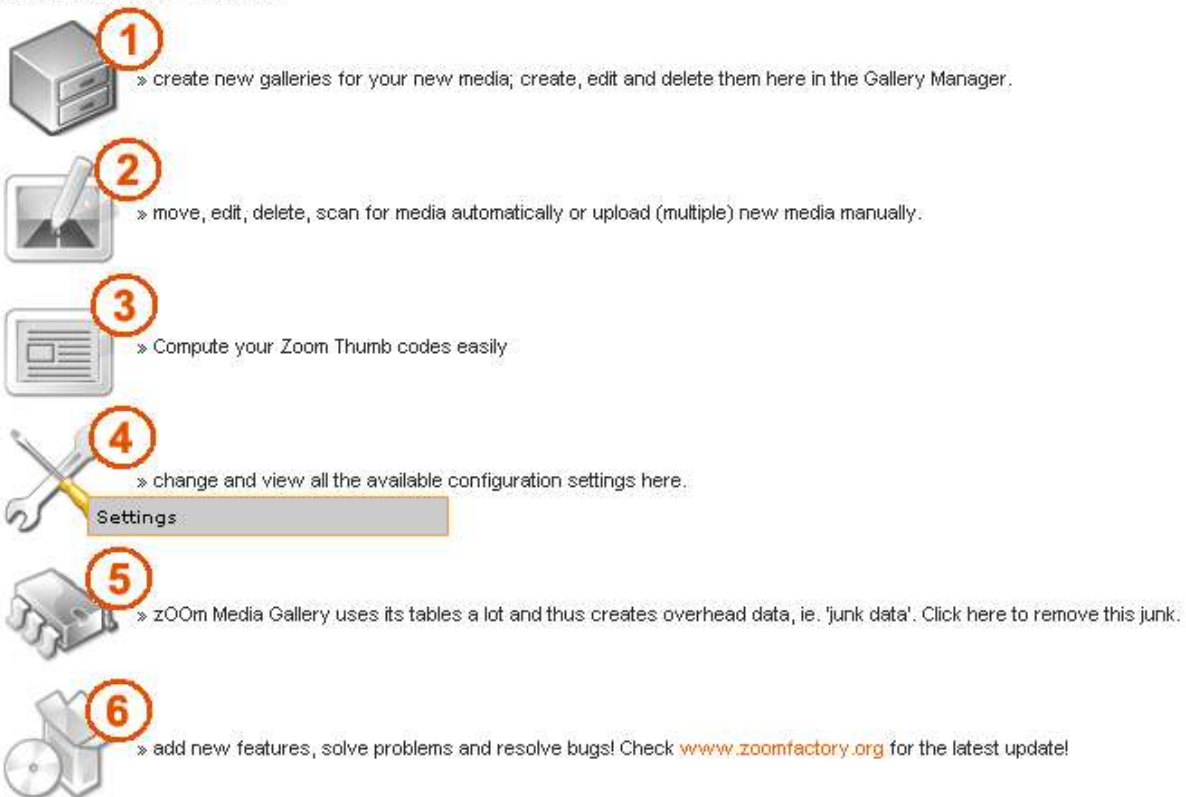 1
» create new galleries for your new media; create, edit and delete them here in the Gallery Manager.
2
» move, edit, delete, scan for media automatically or upload (multiple) new media manually.
3
» Compute your Zoom Thumb codes easily
4
» change and view all the available configuration settings here.
Settings
5
» zOOm Media Gallery uses its tables a lot and thus creates overhead data, ie. 'junk data'. Click here to remove this junk.
6
» add new features, solve problems and resolve bugs! Check www.zoomfactory.org for the latest update!